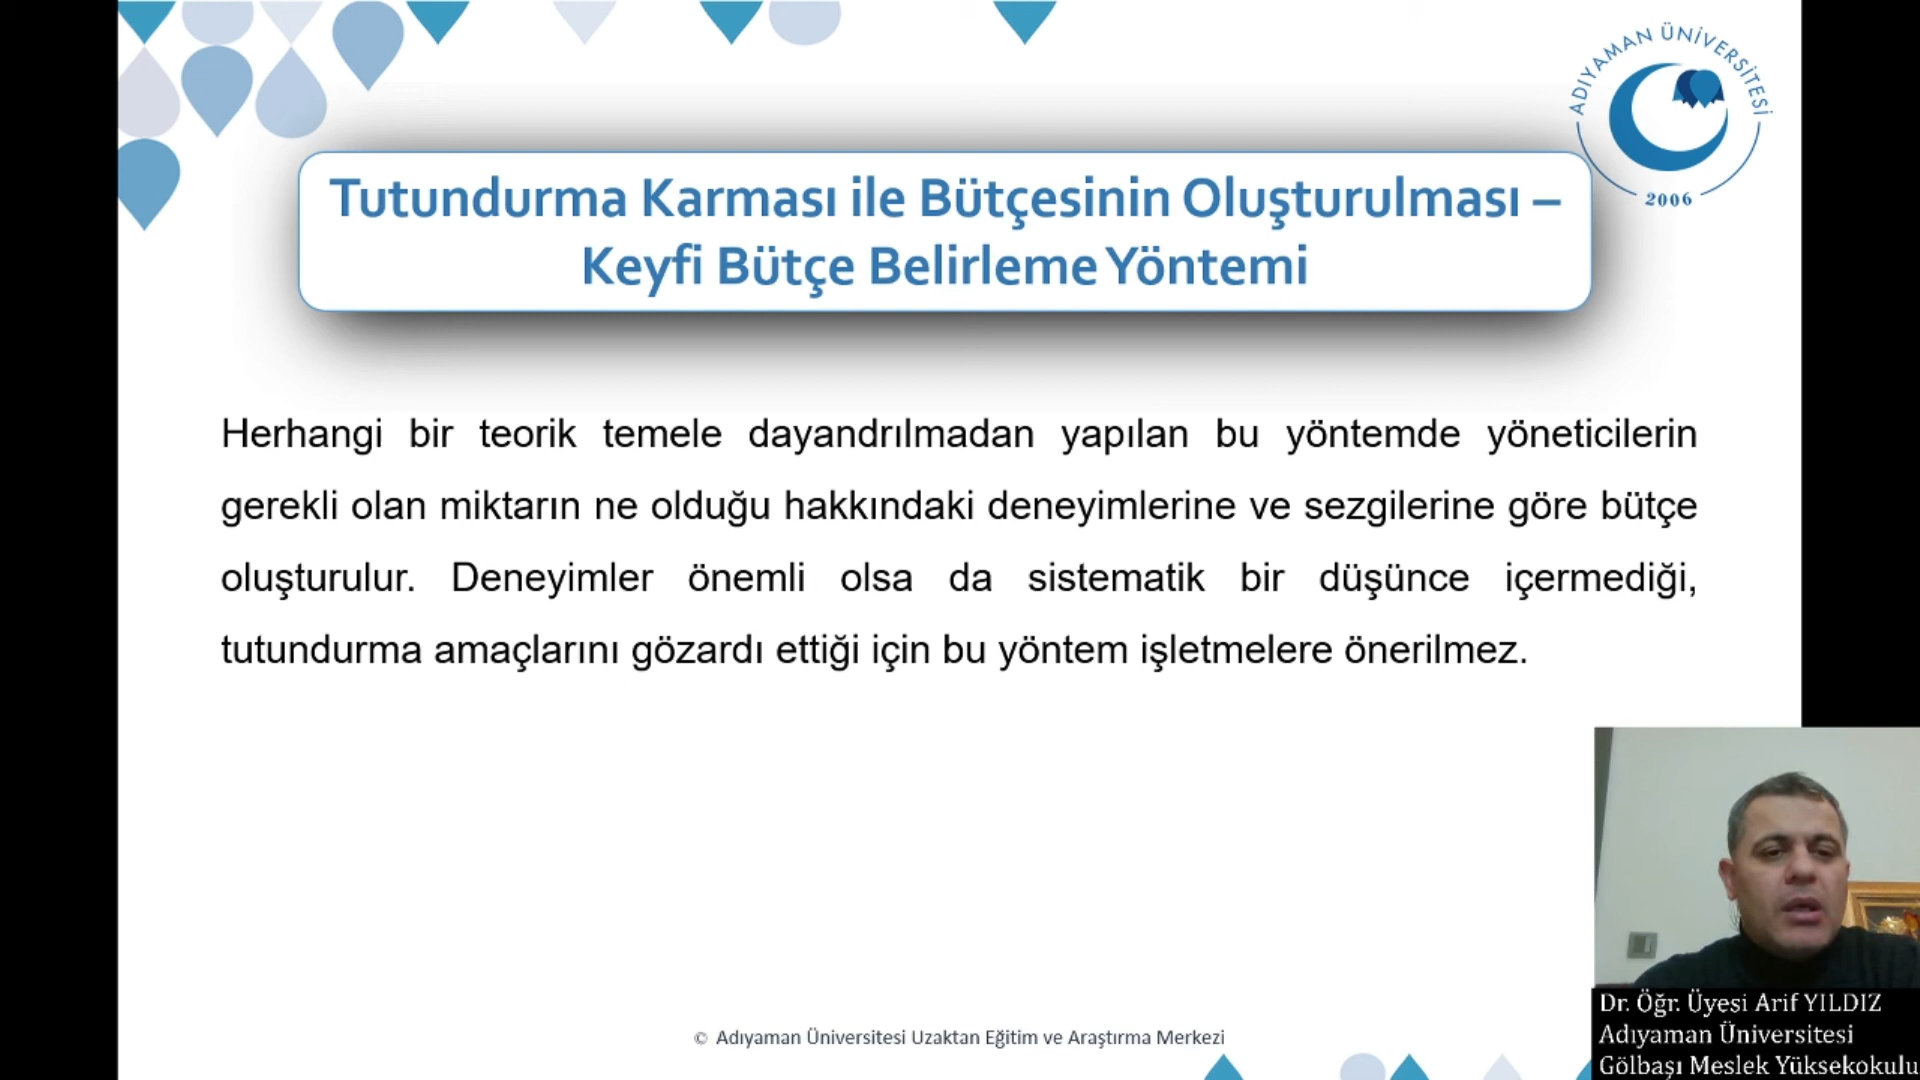 ADIYAMAN ÜNİVERSİTESİ
2006
Tutundurma Karması ile Bütçesinin Oluşturulması –
Keyfi Bütçe Belirleme Yöntemi
Herhangi bir teorik temele dayandrılmadan yapılan bu yöntemde yöneticilerin
gerekli olan miktarın ne olduğu hakkındaki deneyimlerine ve sezgilerine göre bütçe
oluşturulur. Deneyimler önemli olsa da sistematik bir düşünce içermediği,
tutundurma amaçlarını gözardı ettiği için bu yöntem işletmelere önerilmez.
© Adıyaman Üniversitesi Uzaktan Eğitim ve Araştırma Merkezi
Dr. Öğr. Üyesi Arif YILDIZ
Adıyaman Üniversitesi
Gölbaşı Meslek Yüksekokulu